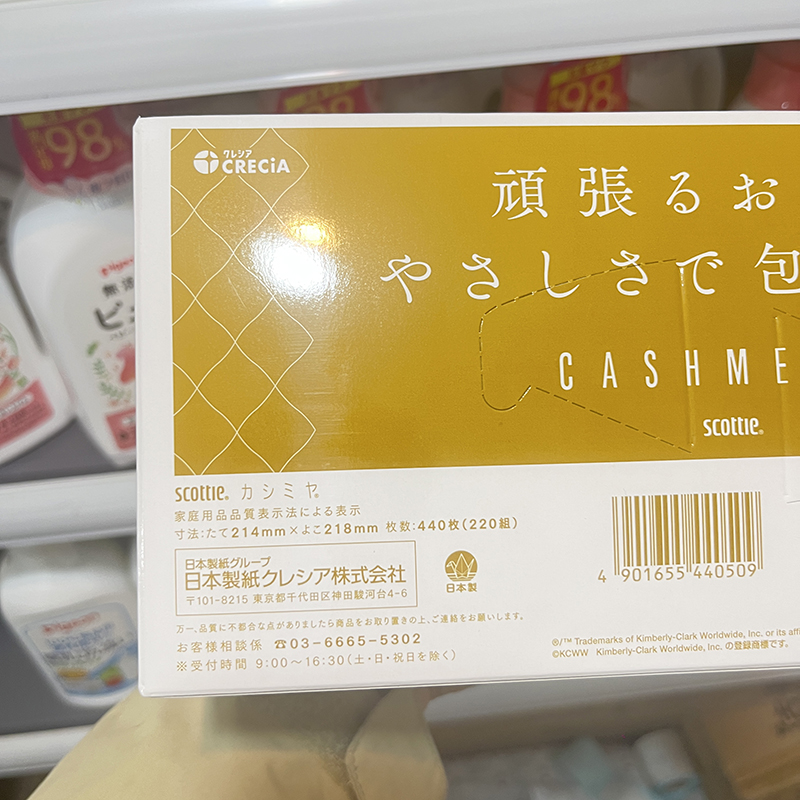 98
98
98
クレシア
CRECIA
頑張るお
やさしさで包
CASHME
scottie®
scottie® カシミヤ®
家庭用品品質表示法による表示
寸法:たて214mm×よこ218mm 枚数:440枚(220組)
日本製紙グループ
日本製紙クレシア株式会社
〒101-8215 東京都千代田区神田駿河台4-6
日本製
4 901655 440509
万一、品質に不都合な点がありましたら商品をお取り置きの上、ご連絡をお願いします。
お客様相談係 ☎03-6665-5302
※受付時間 9:00〜16:30(土・日・祝日を除く)
®/™ Trademarks of Kimberly-Clark Worldwide, Inc. or its affi
©KCWW Kimberly-Clark Worldwide, Inc. の登録商標です。
Pigeon